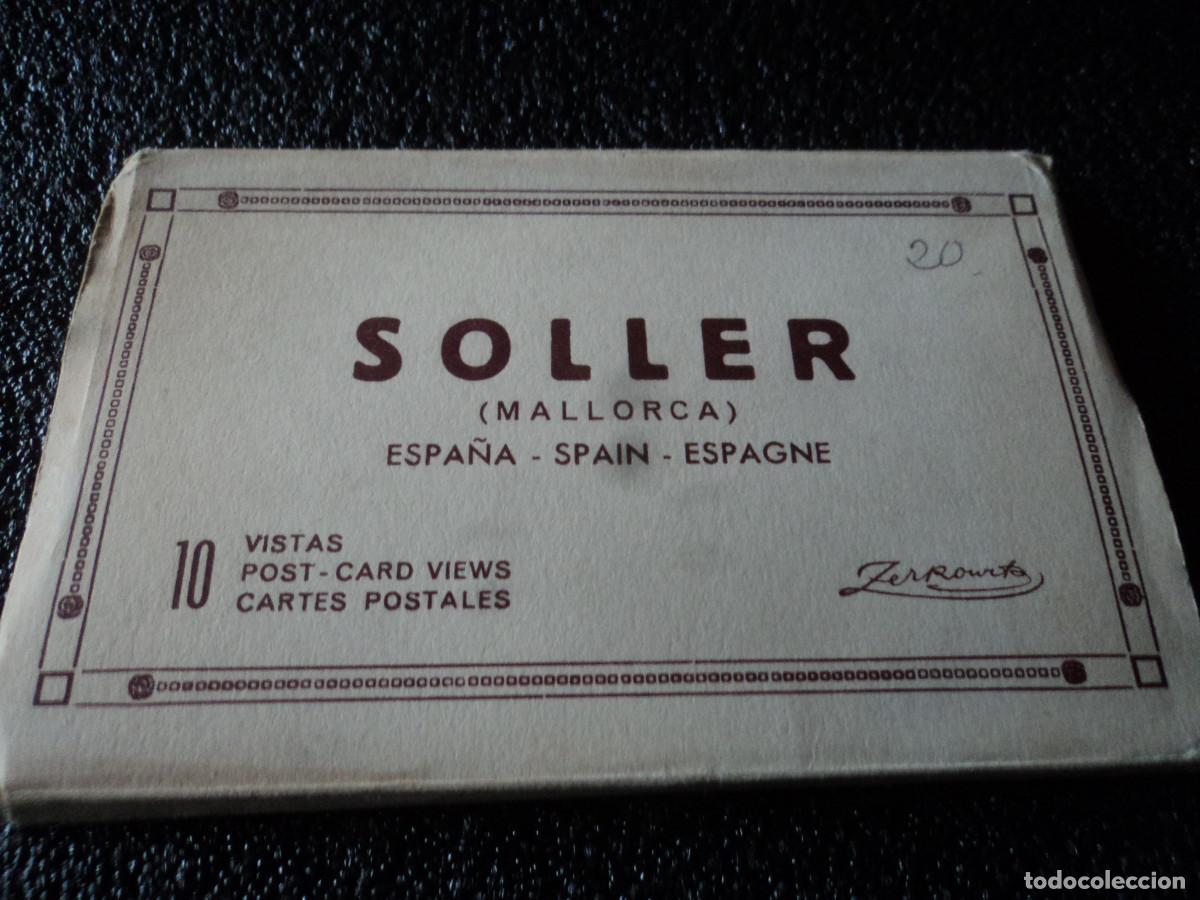 20
SOLLER
(MALLORCA)
ESPAÑA - SPAIN - ESPAGNE
10
VISTAS
POST-CARD VIEWS
CARTES POSTALES
Zerkowitz
todocoleccion